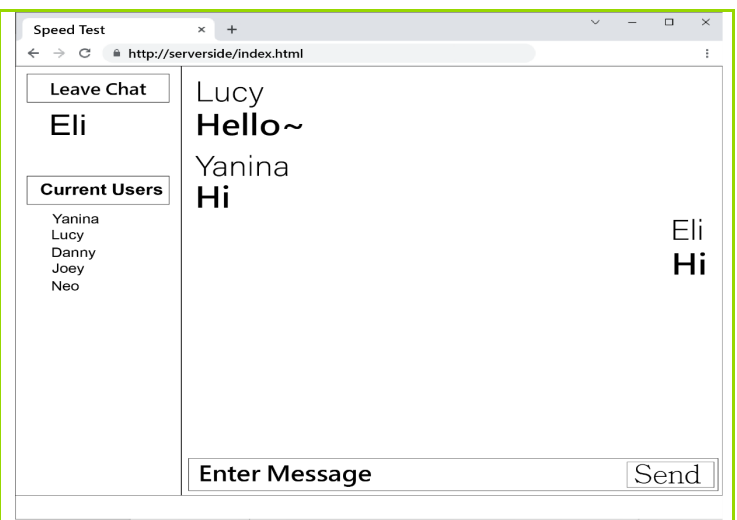 Speed Test
http://serverside/index.html
Leave Chat
Eli
Current Users
Yanina
Lucy
Danny
Joey
Neo
Lucy
Hello~
Yanina
Hi
Eli
Hi
Enter Message
Send